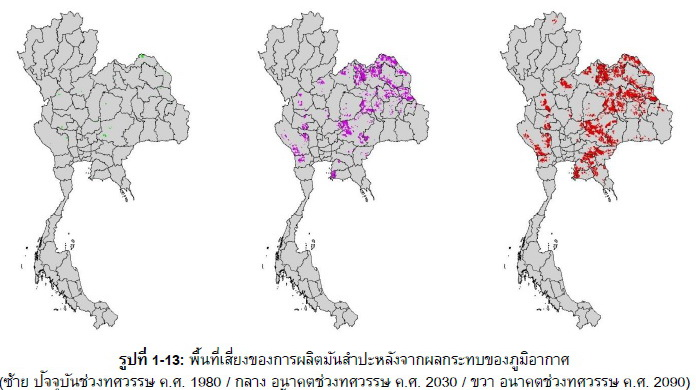 รูปที่ 1-13: พื้นที่เสี่ยงของการผลิตมันสำปะหลังจากผลกระทบของภูมิอากาศ
(ซ้าย ปัจจุบันช่วงทศวรรษ ค.ศ. 1980 / กลาง อนาคตช่วงทศวรรษ ค.ศ. 2030 / ขวา อนาคตช่วงทศวรรษ ค.ศ. 2090)